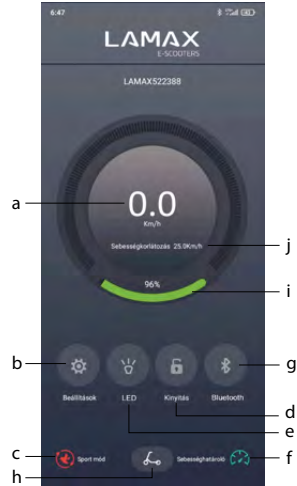 6:47
LAMAX
E-SCOOTERS
LAMAX522388
a
0.0
Km/h
Sebességkorlátozás 25.0Km/h
j
96%
i
b
g
Beállítások
LED
Kinyitás
Bluetooth
d
e
c
Sport mód
Sebességhatároló
f
h